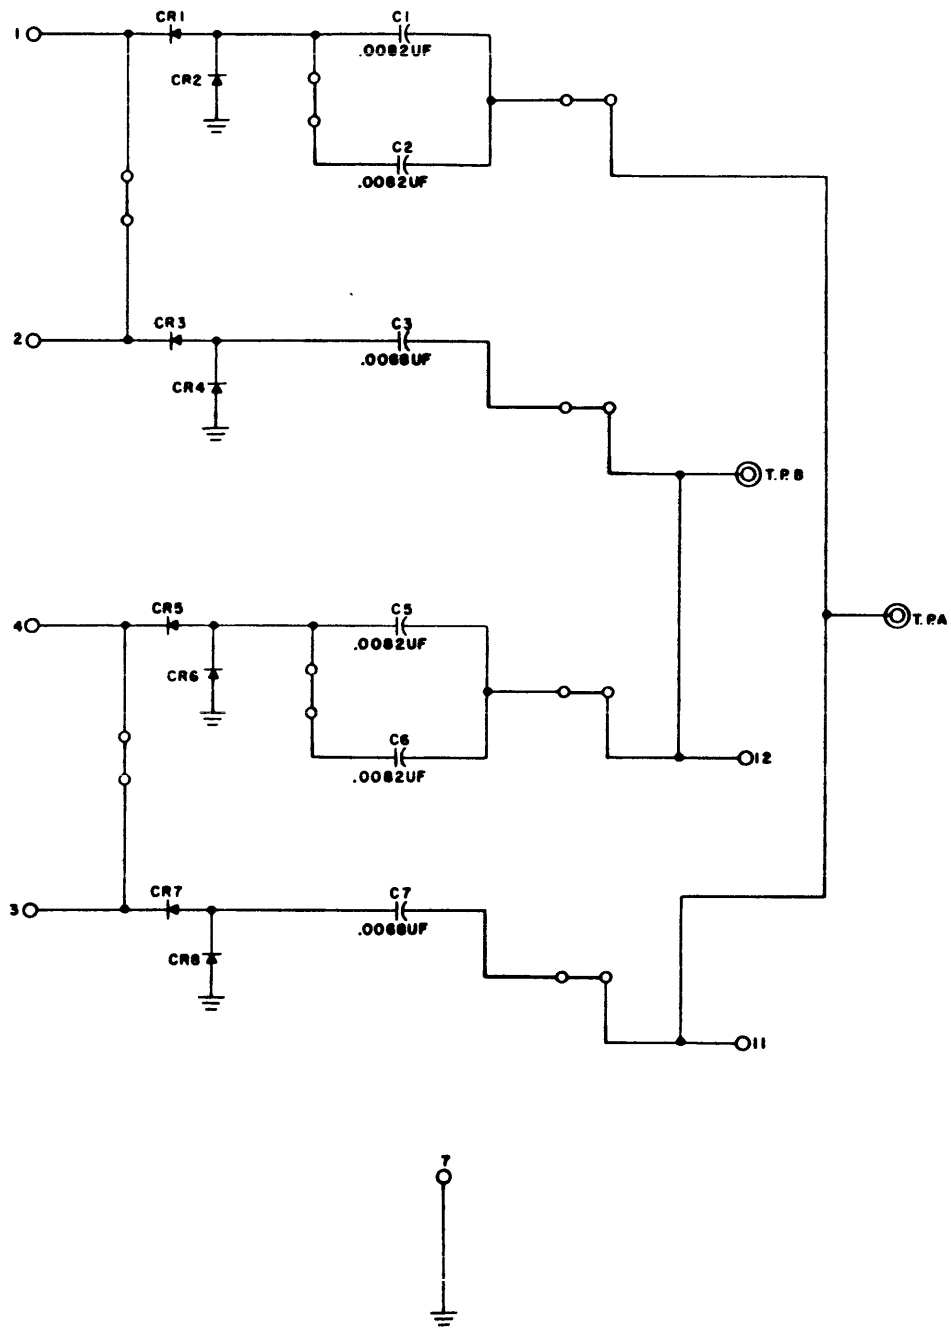 CR1
C1
1
.0082UF
CR2
C2
.0082UF
CR3
C3
2
.0068UF
CR4
T.P.B
CR5
C5
4
T.P.A
.0082UF
CR6
C6
12
.0082UF
CR7
C7
3
.0068UF
CR8
11
7